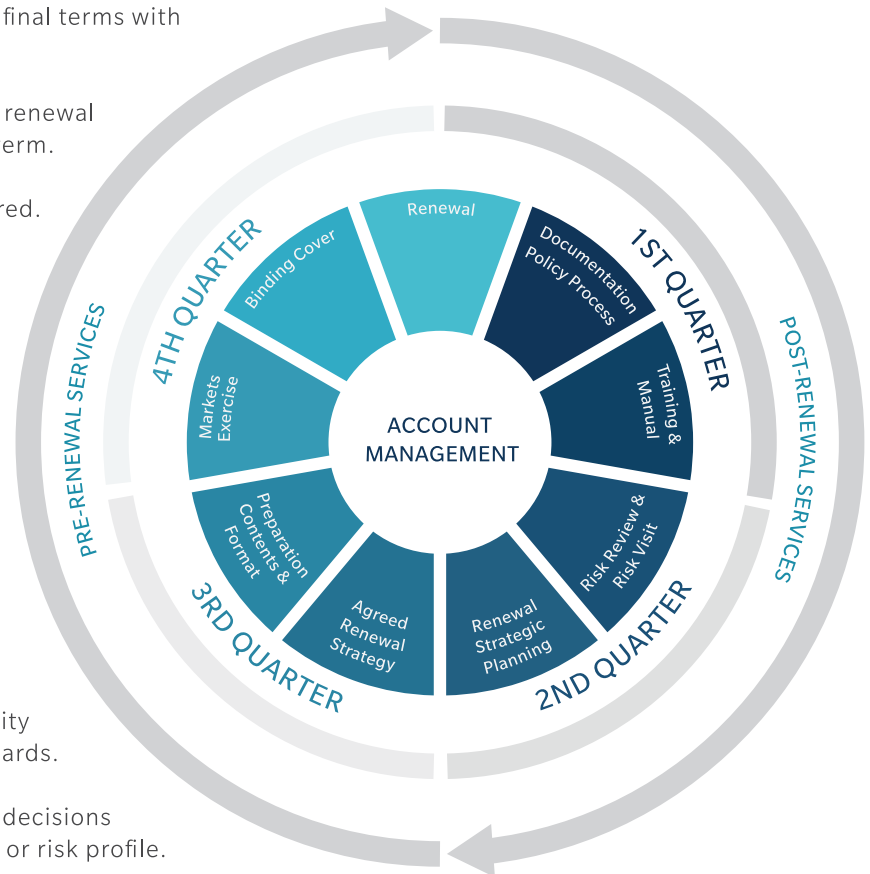 final terms with
renewal
erm.
red.
ity
ards.
decisions
or risk profile.
PRE-RENEWAL SERVICES
POST-RENEWAL SERVICES
1ST QUARTER
2ND QUARTER
3RD QUARTER
4TH QUARTER
Renewal
Documentation
Policy Process
Training &
Manual
Risk Review &
Risk Visit
Renewal
Strategic
Planning
Agreed
Renewal
Strategy
Preparation
Contents &
Format
Markets
Exercise
Binding Cover
ACCOUNT
MANAGEMENT